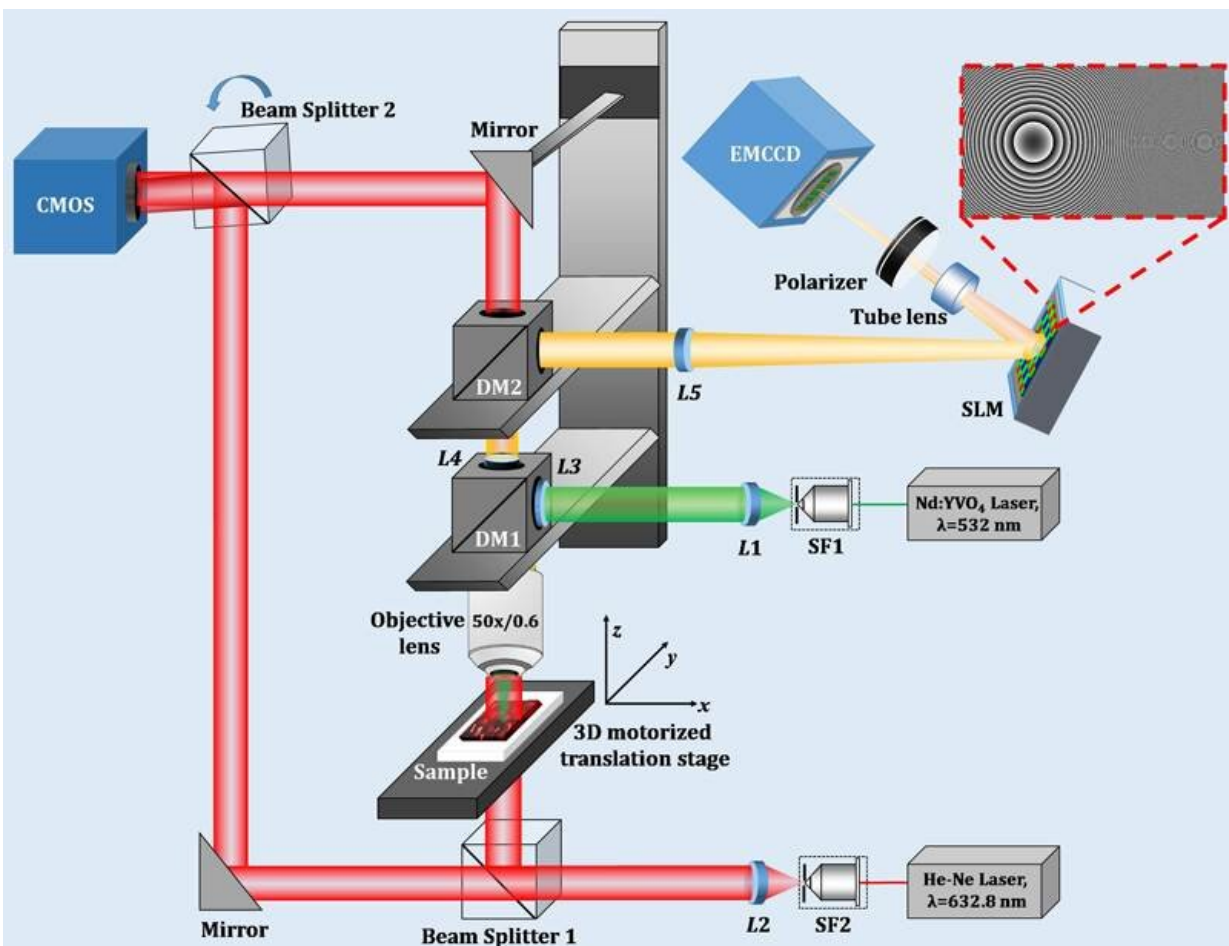 Beam Splitter 2
Mirror
CMOS
EMCCD
Polarizer
Tube lens
SLM
DM2
L5
L4
L3
DM1
L1
SF1
Nd:YVO₄ Laser,
λ=532 nm
Objective
lens
50x/0.6
z
y
x
3D motorized
translation stage
Sample
Mirror
Beam Splitter 1
L2
SF2
He-Ne Laser,
λ=632.8 nm